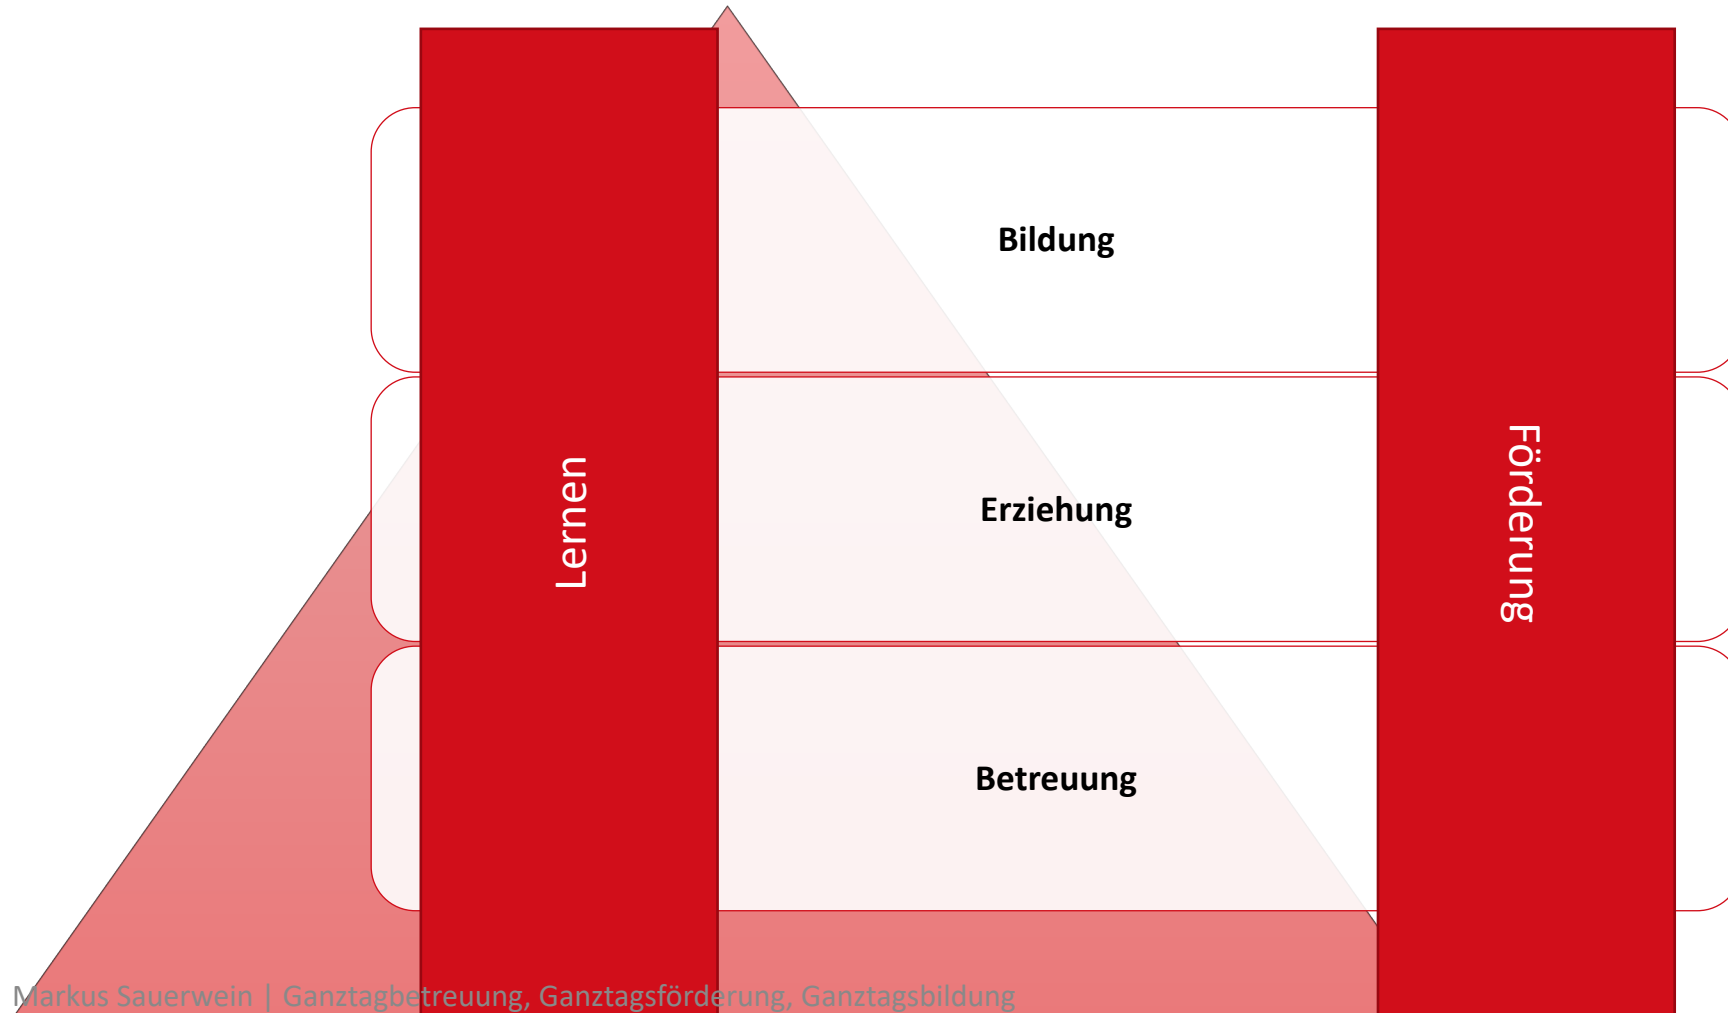 Bildung
Lernen
Erziehung
Förderung
Betreuung
Markus Sauerwein | Ganztagbetreuung, Ganztagsförderung, Ganztagsbildung